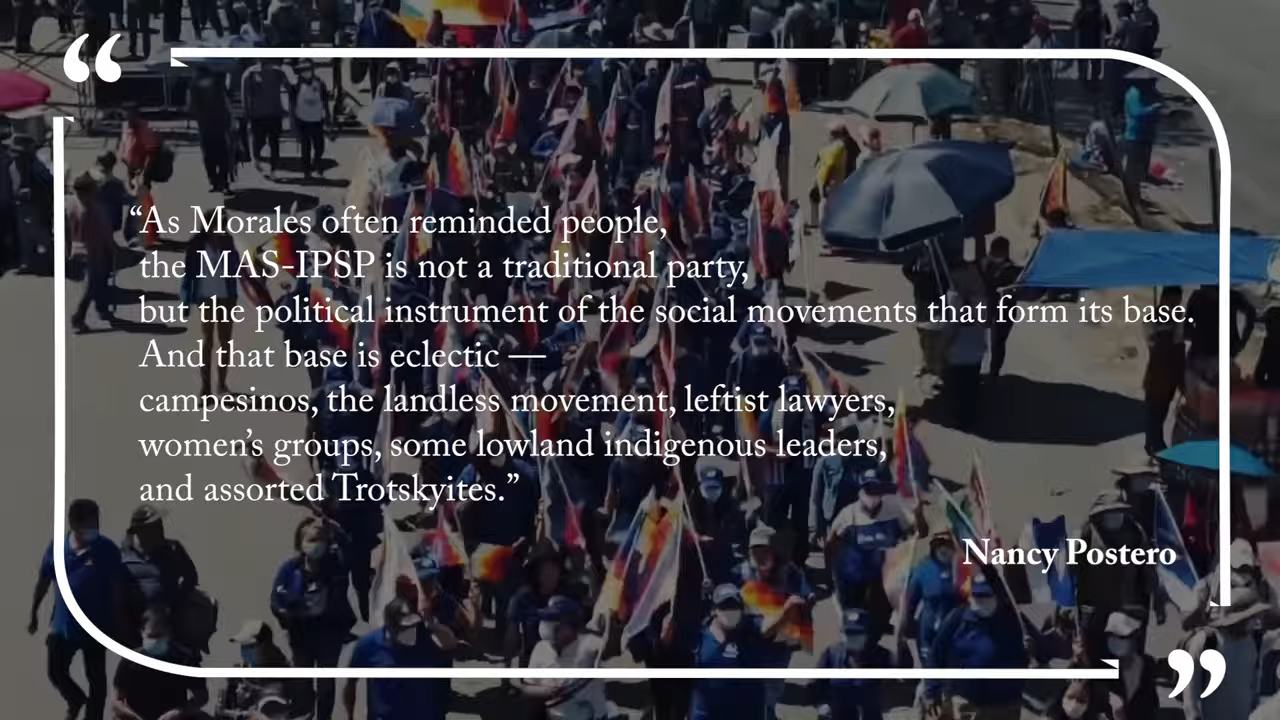 “As Morales often reminded people,
the MAS-IPSP is not a traditional party,
but the political instrument of the social movements that form its base.
And that base is eclectic —
campesinos, the landless movement, leftist lawyers,
women’s groups, some lowland indigenous leaders,
and assorted Trotskyites.”
Nancy Postero